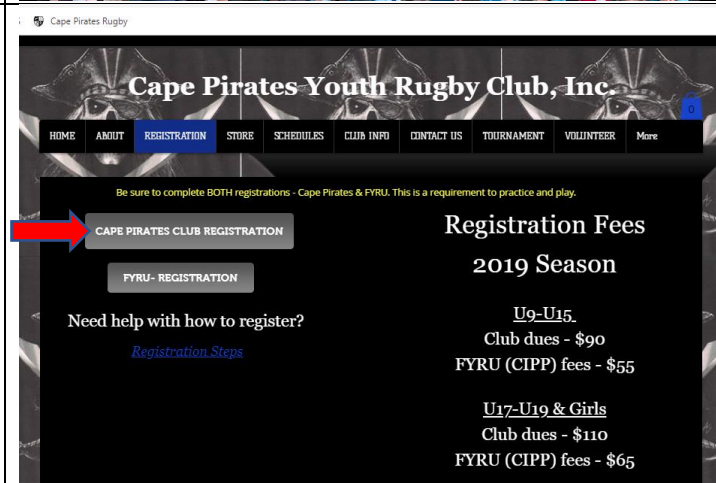 Cape Pirates Rugby
Cape Pirates Youth Rugby Club, Inc.
0
HOME ABOUT REGISTRATION STORE SCHEDULES CLUB INFO CONTACT US TOURNAMENT VOLUNTEER More
Be sure to complete BOTH registrations - Cape Pirates & FYRU. This is a requirement to practice and play.
CAPE PIRATES CLUB REGISTRATION
FYRU- REGISTRATION
Need help with how to register?
Registration Steps
Registration Fees
2019 Season
U9-U15
Club dues - $90
FYRU (CIPP) fees - $55
U17-U19 & Girls
Club dues - $110
FYRU (CIPP) fees - $65